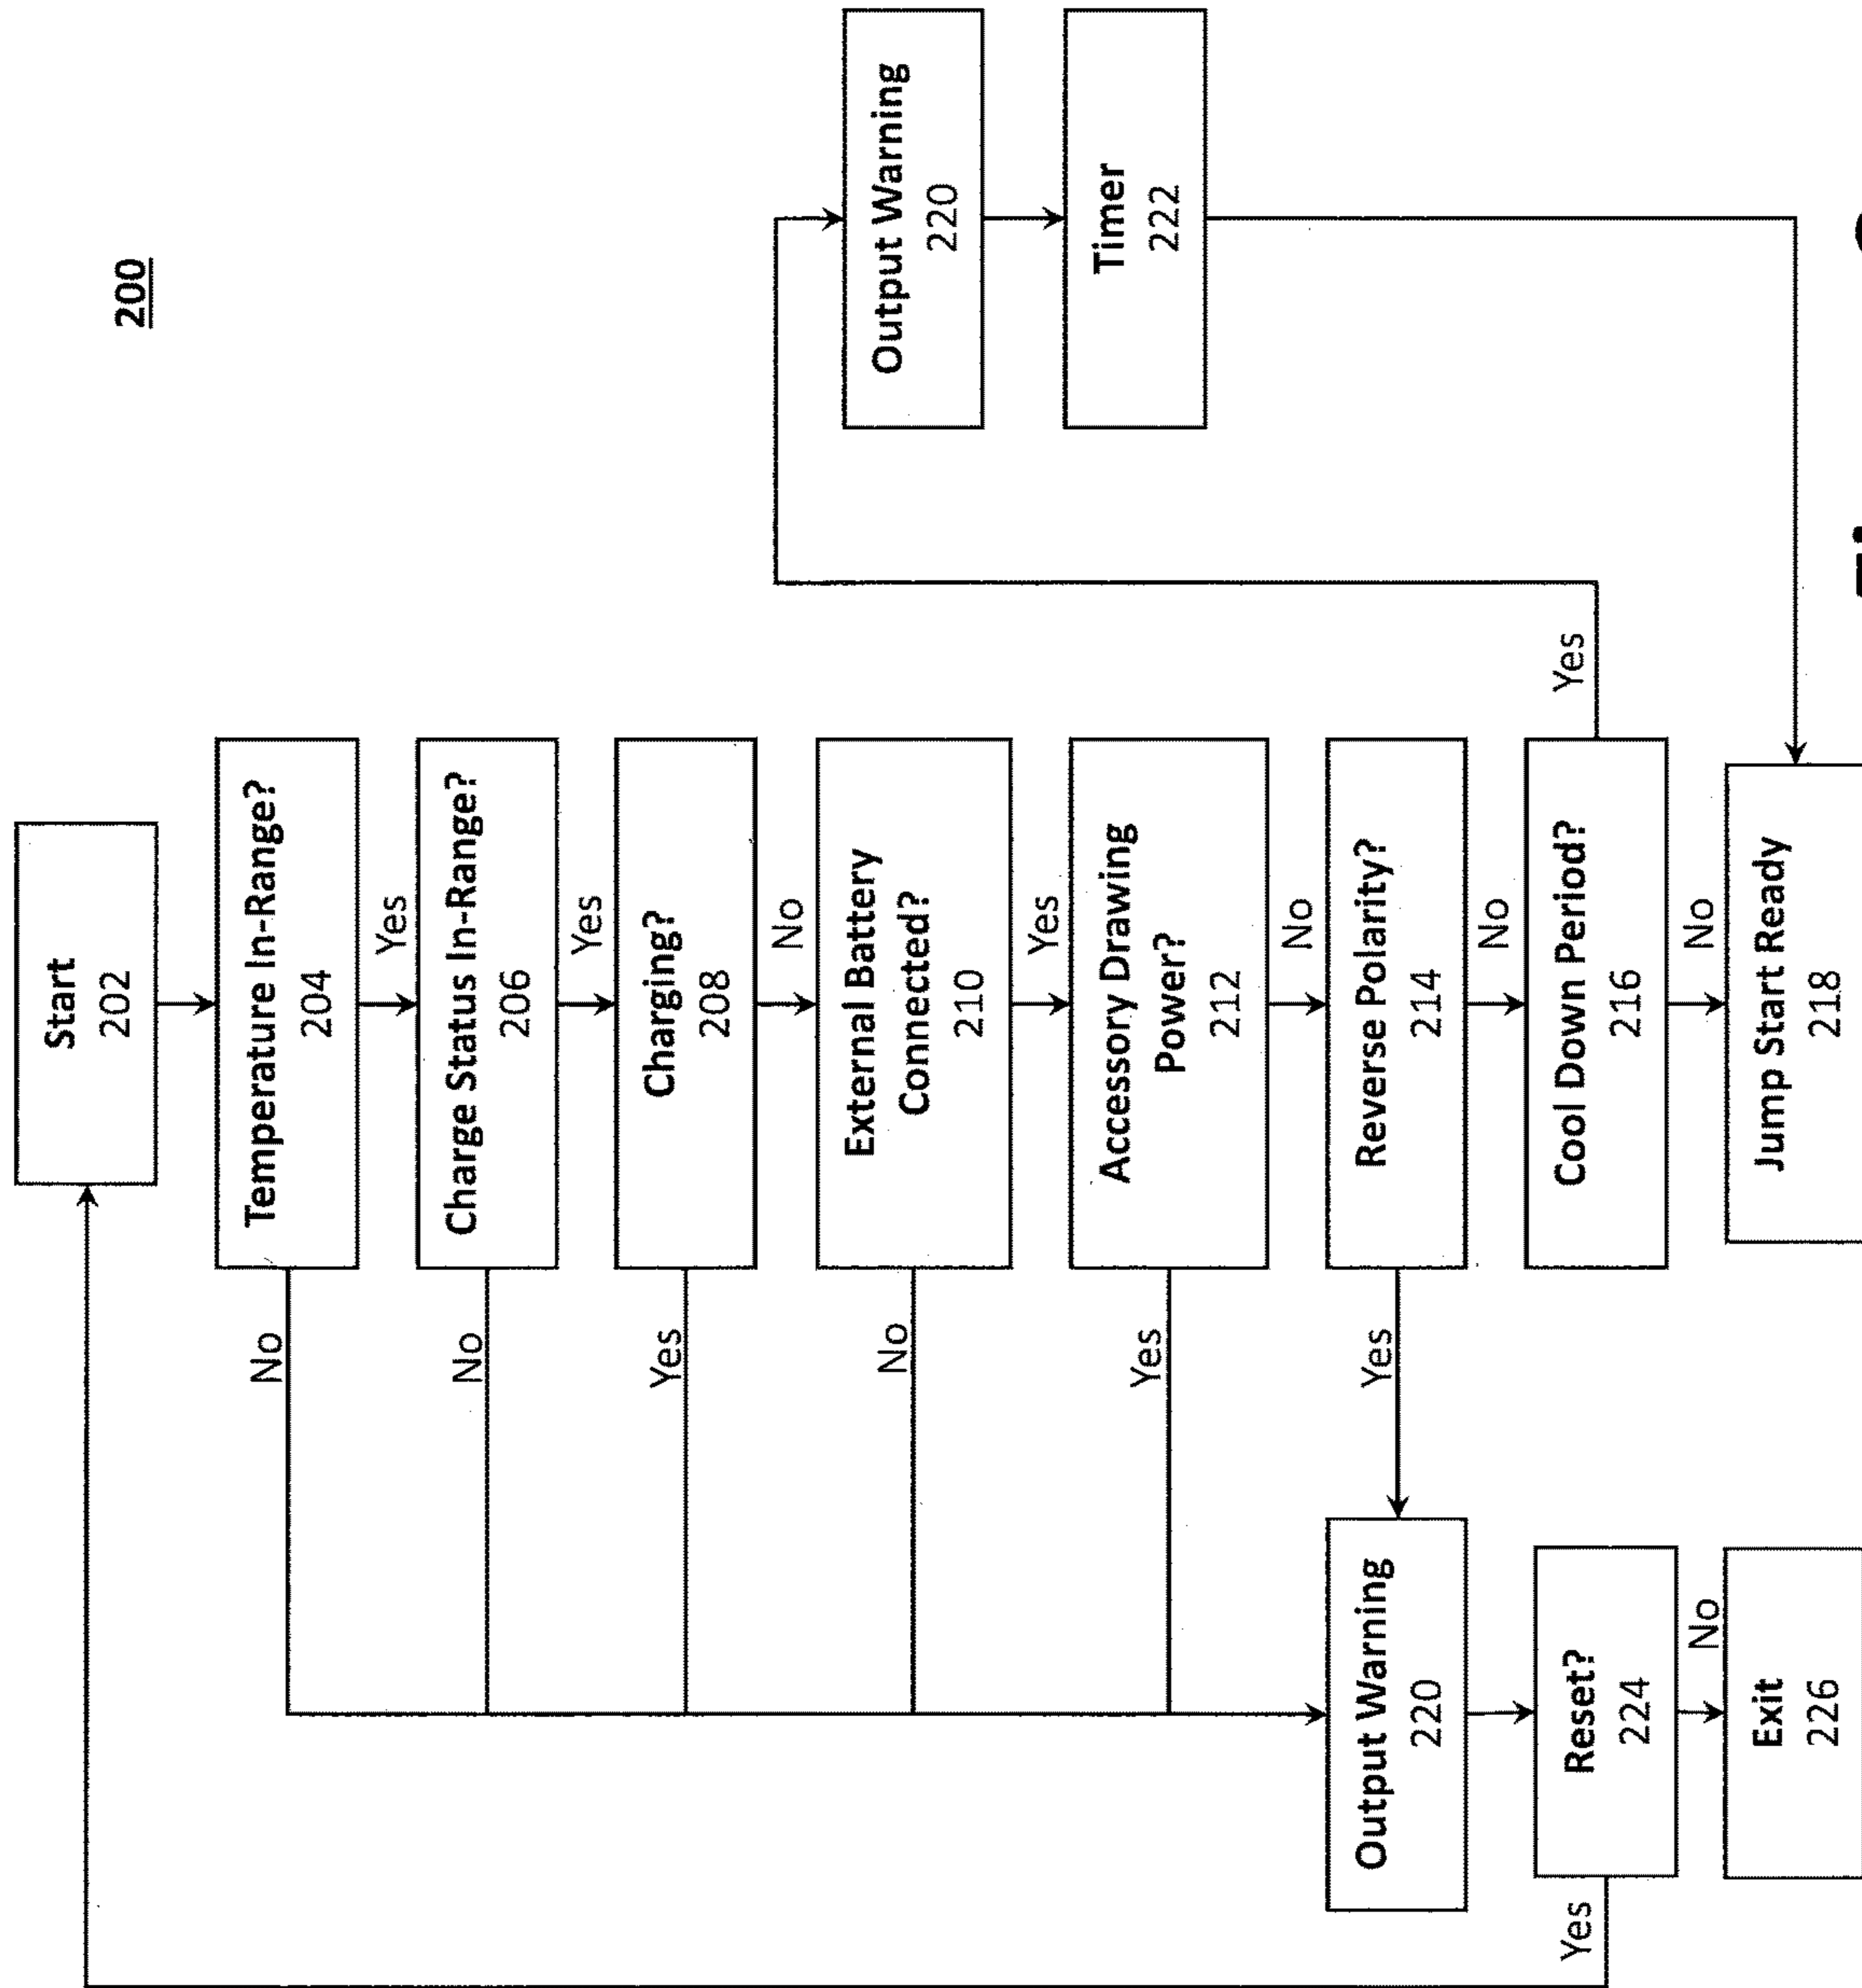 200
Start
202
Temperature In-Range?
204
No
Yes
Charge Status In-Range?
206
No
Yes
Charging?
208
Yes
No
External Battery
Connected?
210
No
Yes
Accessory Drawing
Power?
212
Yes
No
Reverse Polarity?
214
Yes
No
Cool Down Period?
216
Yes
No
Jump Start Ready
218
Output Warning
220
Timer
222
Output Warning
220
Reset?
224
Yes
No
Exit
226